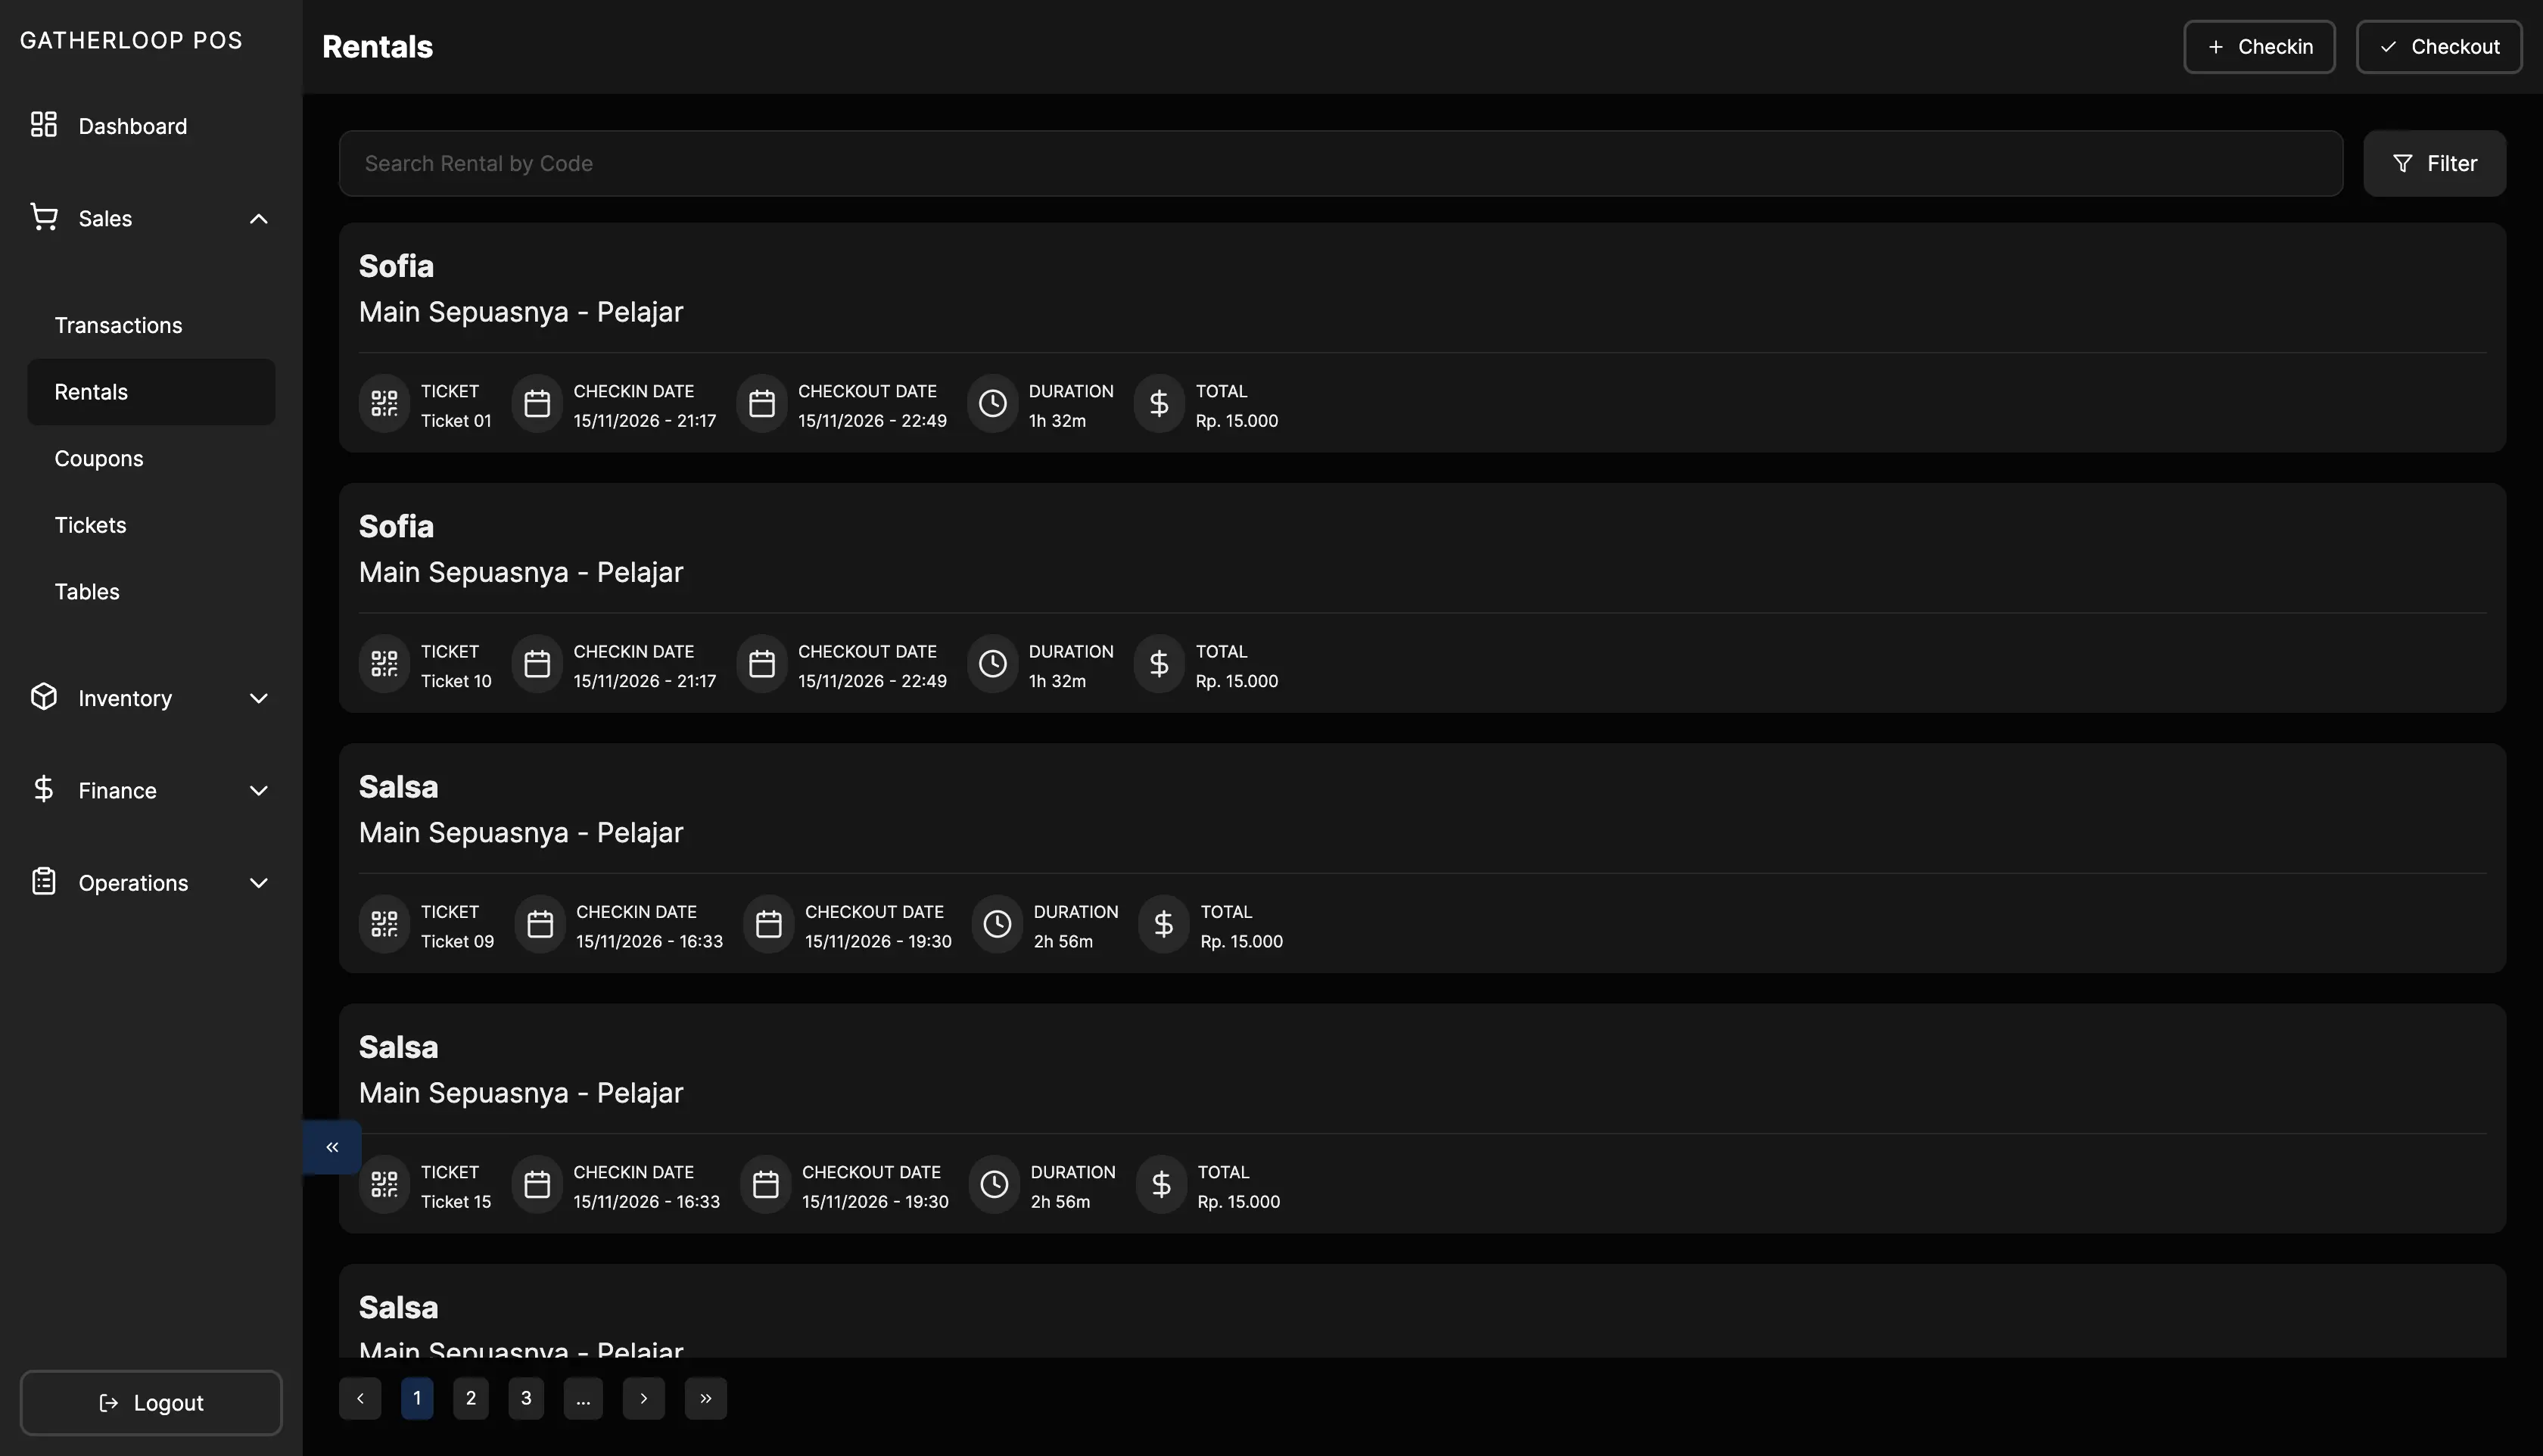 GATHERLOOP POS
Dashboard
Sales
Transactions
Rentals
Coupons
Tickets
Tables
Inventory
Finance
Operations
Logout
Rentals
Checkin
Checkout
Search Rental by Code
Filter
Sofia
Main Sepuasnya - Pelajar
TICKET CHECKIN DATE CHECKOUT DATE DURATION TOTAL
Ticket 01 15/11/2026 - 21:17 15/11/2026 - 22:49 1h 32m Rp. 15.000
Sofia
Main Sepuasnya - Pelajar
TICKET CHECKIN DATE CHECKOUT DATE DURATION TOTAL
Ticket 10 15/11/2026 - 21:17 15/11/2026 - 22:49 1h 32m Rp. 15.000
Salsa
Main Sepuasnya - Pelajar
TICKET CHECKIN DATE CHECKOUT DATE DURATION TOTAL
Ticket 09 15/11/2026 - 16:33 15/11/2026 - 19:30 2h 56m Rp. 15.000
Salsa
Main Sepuasnya - Pelajar
TICKET CHECKIN DATE CHECKOUT DATE DURATION TOTAL
Ticket 15 15/11/2026 - 16:33 15/11/2026 - 19:30 2h 56m Rp. 15.000
Salsa
Main Sepuasnya - Pelajar
1 2 3 ...